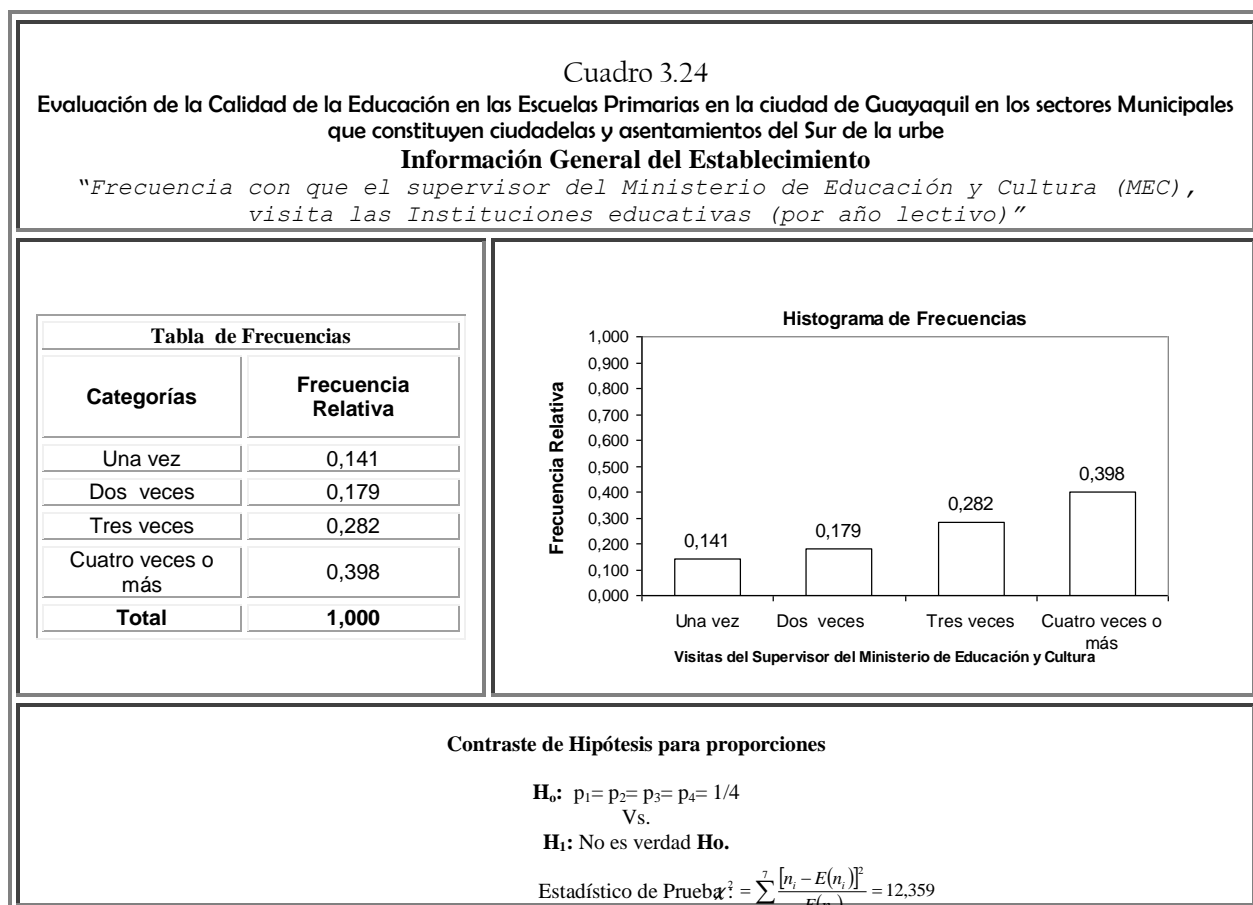 Cuadro 3.24
Evaluación de la Calidad de la Educación en las Escuelas Primarias en la ciudad de Guayaquil en los sectores Municipales
que constituyen ciudadelas y asentamientos del Sur de la urbe
Información General del Establecimiento
“Frecuencia con que el supervisor del Ministerio de Educación y Cultura (MEC),
visita las Instituciones educativas (por año lectivo)”
Tabla de Frecuencias
Categorías Frecuencia
Relativa
Una vez 0,141
Dos veces 0,179
Tres veces 0,282
Cuatro veces o
más 0,398
Total 1,000
Histograma de Frecuencias
Frecuencia Relativa
1,000
0,900
0,800
0,700
0,600
0,500
0,400
0,300
0,200
0,100
0,000
0,141
0,179
0,282
0,398
Una vez Dos veces Tres veces Cuatro veces o
más
Visitas del Supervisor del Ministerio de Educación y Cultura
Contraste de Hipótesis para proporciones
Ho: p1= p2= p3= p4= 1/4
Vs.
H1: No es verdad Ho.
Estadístico de Prueba: χ² = ∑ 7 [ni − E(ni)]² / E(n = 12,359